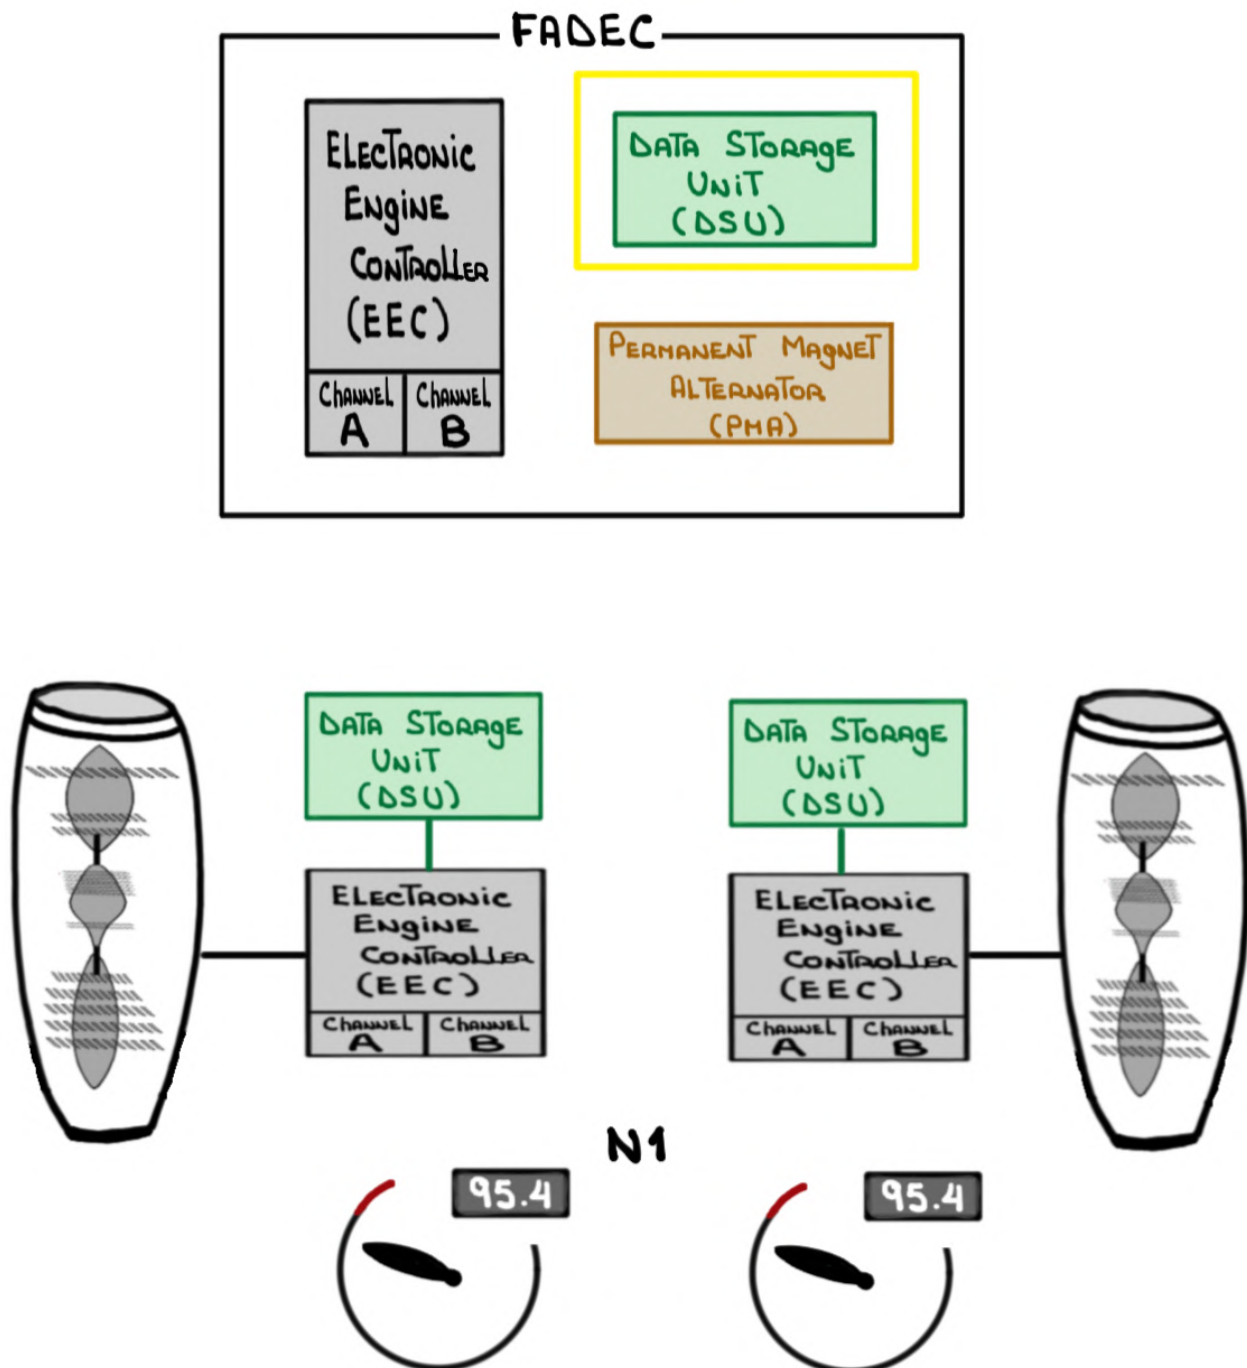 FADEC
ELECTRONIC
ENGINE
CONTROLLER
(EEC)
CHANNEL
A
CHANNEL
B
DATA STORAGE
UNIT
(DSU)
PERMANENT MAGNET
ALTERNATOR
(PMA)
DATA STORAGE
UNIT
(DSU)
ELECTRONIC
ENGINE
CONTROLLER
(EEC)
CHANNEL
A
CHANNEL
B
DATA STORAGE
UNIT
(DSU)
ELECTRONIC
ENGINE
CONTROLLER
(EEC)
CHANNEL
A
CHANNEL
B
N1
95.4
95.4